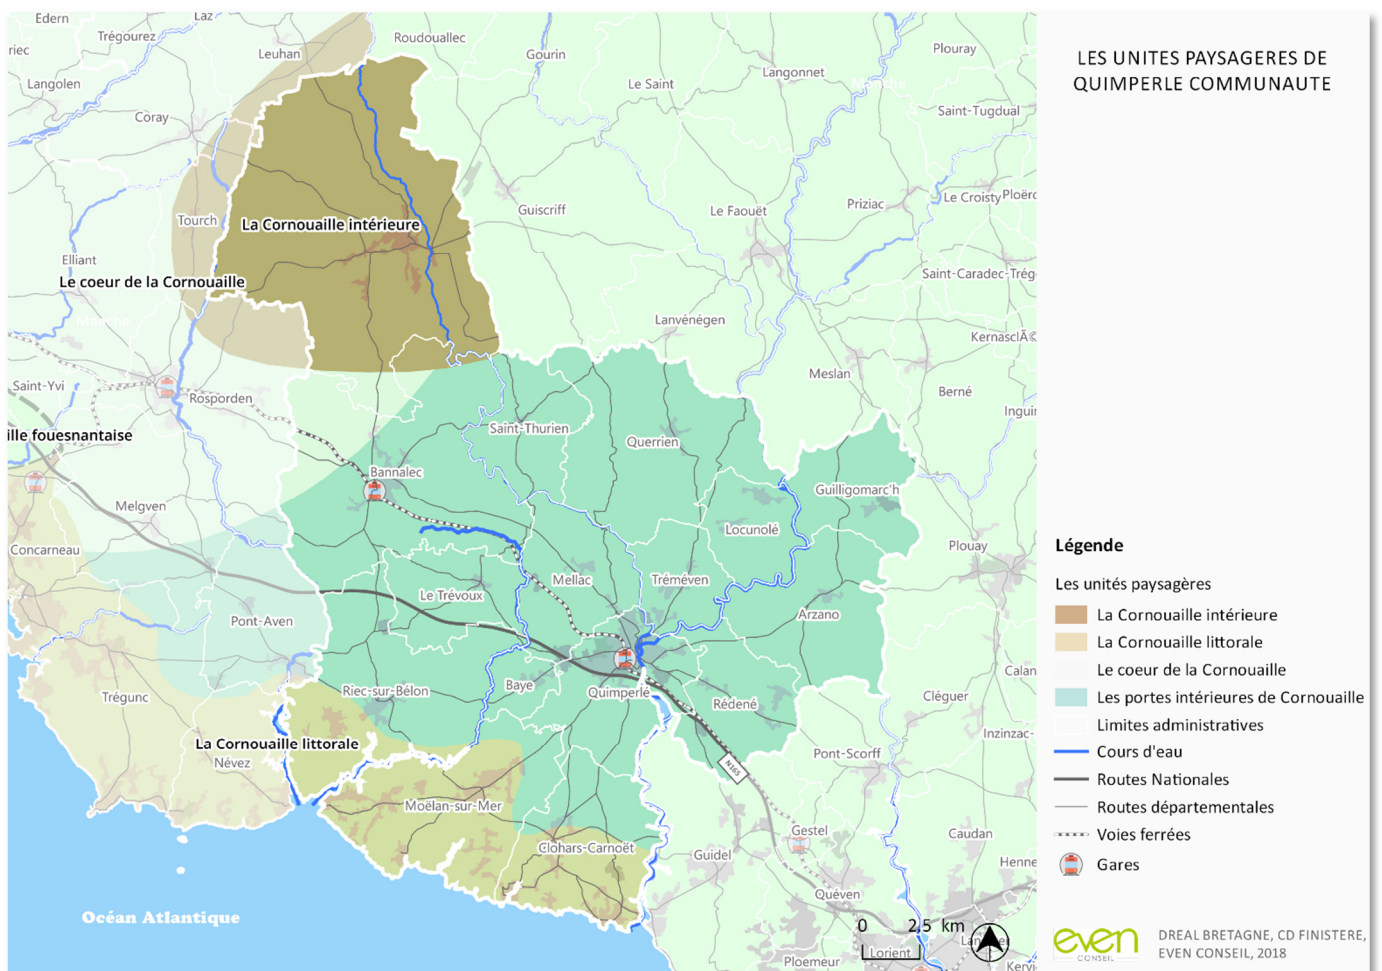 LES UNITES PAYSAGERES DE
QUIMPERLE COMMUNAUTE
Edern
Laz
Trégourez
Leuhan
Roudouallec
Gourin
Langonnet
Plouray
riec
Langolen
Le Saint
Coray
Saint-Tugdual
Tourch
La Cornouaille intérieure
Guiscriff
Le Faouët
Priziac
Le Croisty
Ploërd
Elliant
Le coeur de la Cornouaille
Saint-Caradec-Trég
Manche
Lanvénégen
KernasclÃ©
Saint-Yvi
Rosporden
Meslan
Berné
Ingui
ille fouesnantaise
Saint-Thurien
Querrien
Bannalec
Guilligomarc'h
Melgven
Locunolé
Concarneau
Plouay
Mellac
Tréméven
Le Trévoux
Arzano
Pont-Aven
Trégunc
Riec-sur-Bélon
Baye
Quimperlé
Rédené
Cléguer
Calan
Inzinzac-
La Cornouaille littorale
Névez
Pont-Scorff
N165
Moëlan-sur-Mer
Clohars-Carnoët
Gestel
Caudan
Guidel
Henne
Quéven
Océan Atlantique
0 2,5 km
Lorient
Ploemeur
Kervi
Légende
Les unités paysagères
La Cornouaille intérieure
La Cornouaille littorale
Le coeur de la Cornouaille
Les portes intérieures de Cornouaille
Limites administratives
Cours d'eau
Routes Nationales
Routes départementales
Voies ferrées
Gares
even
CONSEIL
DREAL BRETAGNE, CD FINISTERE,
EVEN CONSEIL, 2018